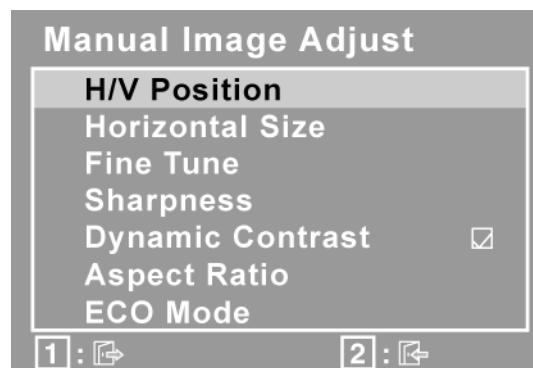 Manual Image Adjust
H/V Position
Horizontal Size
Fine Tune
Sharpness
Dynamic Contrast
Aspect Ratio
ECO Mode
1 : 2 :